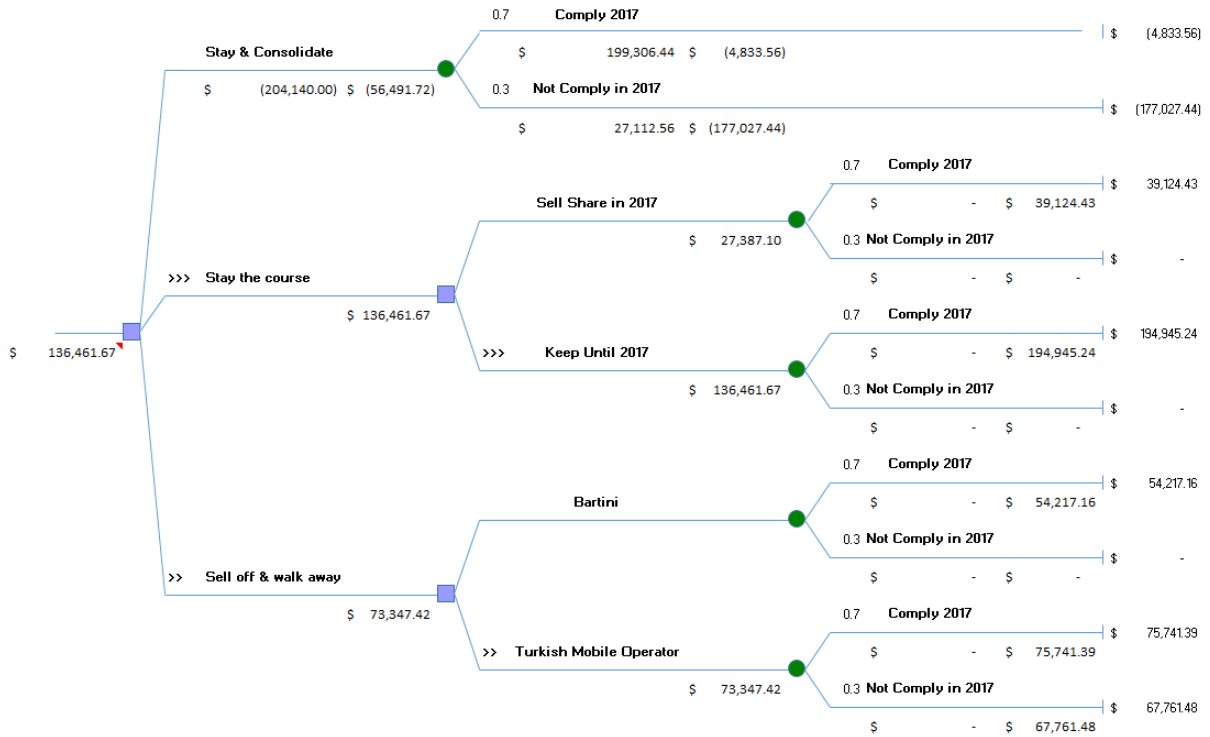 0.7 Comply 2017
$ (4,833.56)
Stay & Consolidate
$ 199,306.44 $ (4,833.56)
$ (204,140.00) $ (56,491.72)
0.3 Not Comply in 2017
$ (177,027.44)
$ 27,112.56 $ (177,027.44)
0.7 Comply 2017
$ 39,124.43
Sell Share in 2017
$ - $ 39,124.43
$ 27,387.10
0.3 Not Comply in 2017
$ -
>>> Stay the course
$ - $ -
$ 136,461.67
0.7 Comply 2017
$ 194,945.24
$ 136,461.67
>>> Keep Until 2017
$ - $ 194,945.24
$ 136,461.67
0.3 Not Comply in 2017
$ -
$ - $ -
0.7 Comply 2017
$ 54,217.16
Bartini
$ - $ 54,217.16
0.3 Not Comply in 2017
$ -
>> Sell off & walk away
$ - $ -
$ 73,347.42
0.7 Comply 2017
$ 75,741.39
>> Turkish Mobile Operator
$ - $ 75,741.39
$ 73,347.42
0.3 Not Comply in 2017
$ 67,761.48
$ - $ 67,761.48